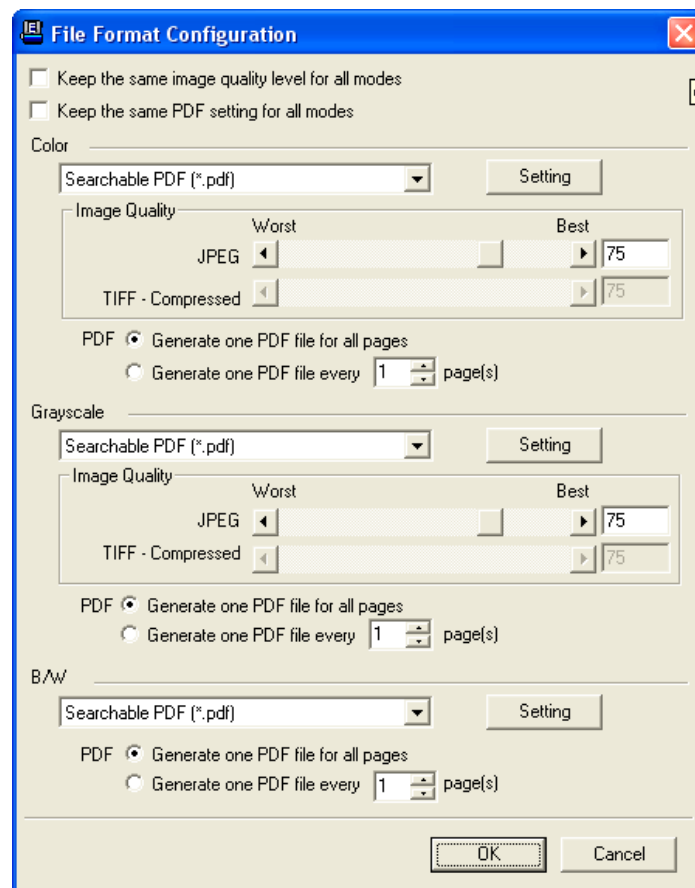 File Format Configuration
Keep the same image quality level for all modes
Keep the same PDF setting for all modes
Color
Searchable PDF (*.pdf) Setting
Image Quality
Worst Best
JPEG 75
TIFF - Compressed 75
PDF Generate one PDF file for all pages
Generate one PDF file every 1 page(s)
Grayscale
Searchable PDF (*.pdf) Setting
Image Quality
Worst Best
JPEG 75
TIFF - Compressed 75
PDF Generate one PDF file for all pages
Generate one PDF file every 1 page(s)
B/W
Searchable PDF (*.pdf) Setting
PDF Generate one PDF file for all pages
Generate one PDF file every 1 page(s)
OK Cancel